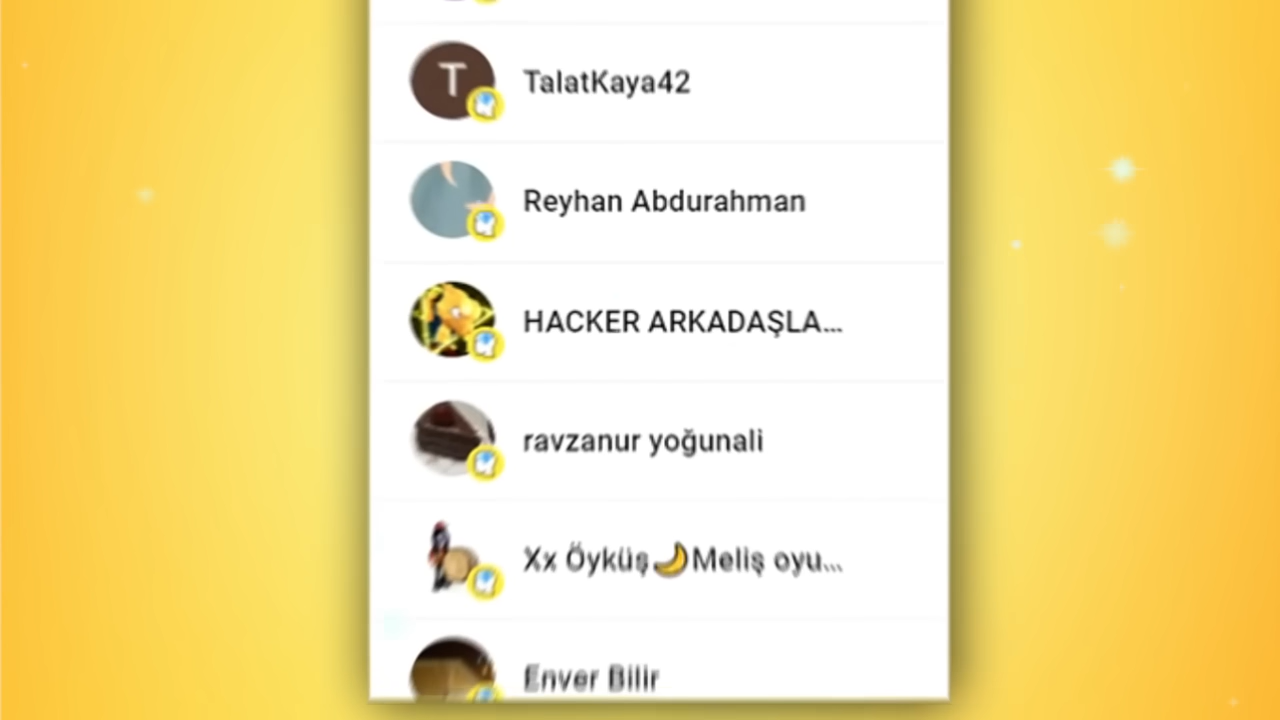 T
TalatKaya42
Reyhan Abdurahman
HACKER ARKADAŞLA...
ravzanur yoğunali
Xx Öyküş🌙Meliş oyu...
Enver Bilir